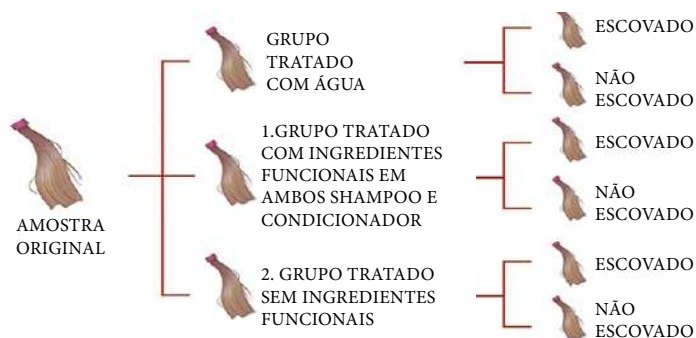 AMOSTRA
ORIGINAL
GRUPO
TRATADO
COM ÁGUA
ESCOVADO
NÃO
ESCOVADO
1.GRUPO TRATADO
COM INGREDIENTES
FUNCIONAIS EM
AMBOS SHAMPOO E
CONDICIONADOR
ESCOVADO
NÃO
ESCOVADO
2. GRUPO TRATADO
SEM INGREDIENTES
FUNCIONAIS
ESCOVADO
NÃO
ESCOVADO